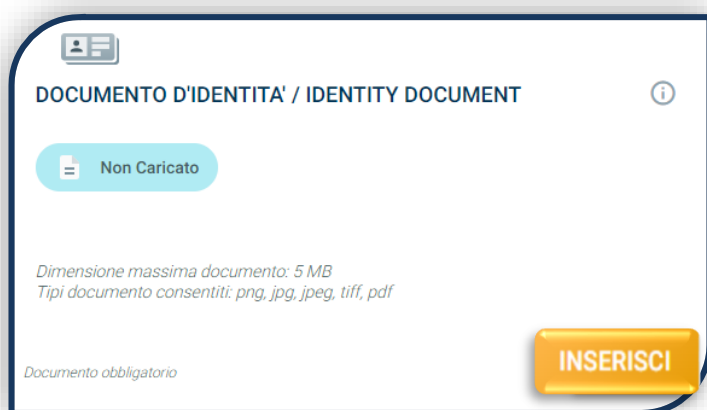 DOCUMENTO D'IDENTITA' / IDENTITY DOCUMENT
Non Caricato
Dimensione massima documento: 5 MB
Tipi documento consentiti: png, jpg, jpeg, tiff, pdf
Documento obbligatorio
INSERISCI